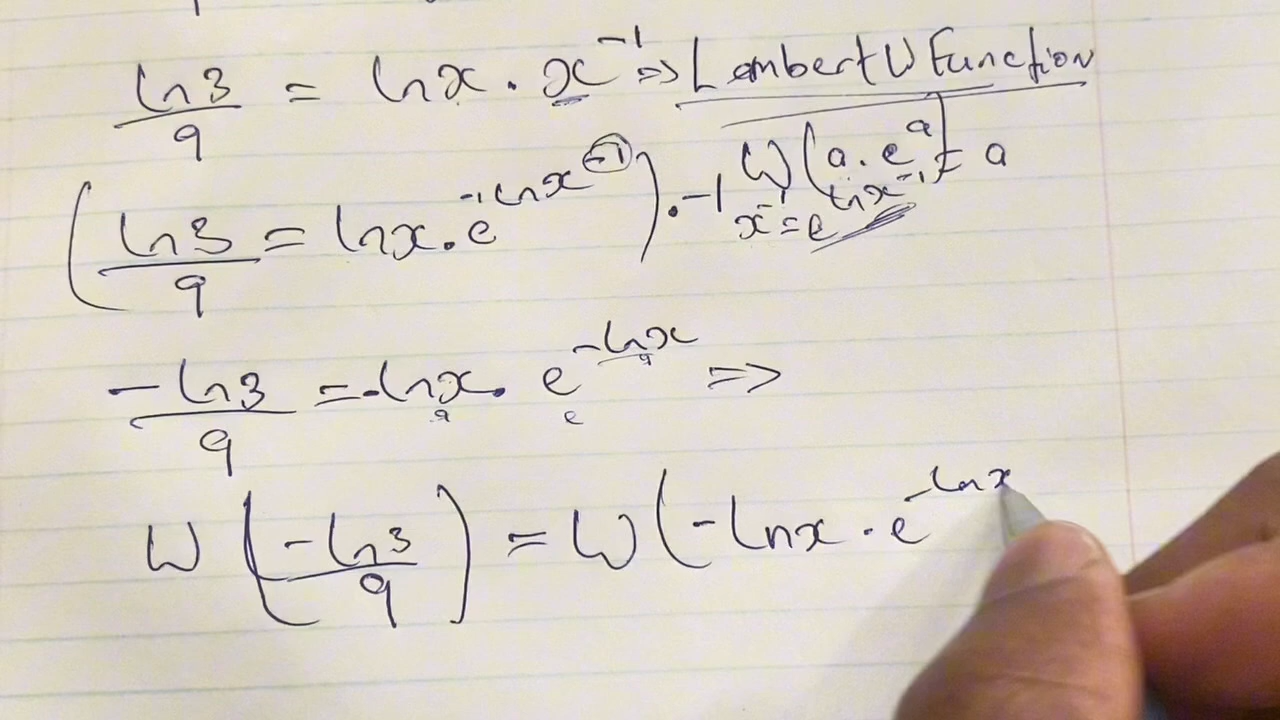 ln3/9 = lnx . x^-1 => Lambert W Function
W(a . e^a) = a
(ln3/9 = lnx . e^-lnx^-1) . -1
x^-1 = e^lnx^-1
-ln3/9 = -lnx . e^-lnx =>
a e a
W(-ln3/9) = W(-lnx . e^-lnx